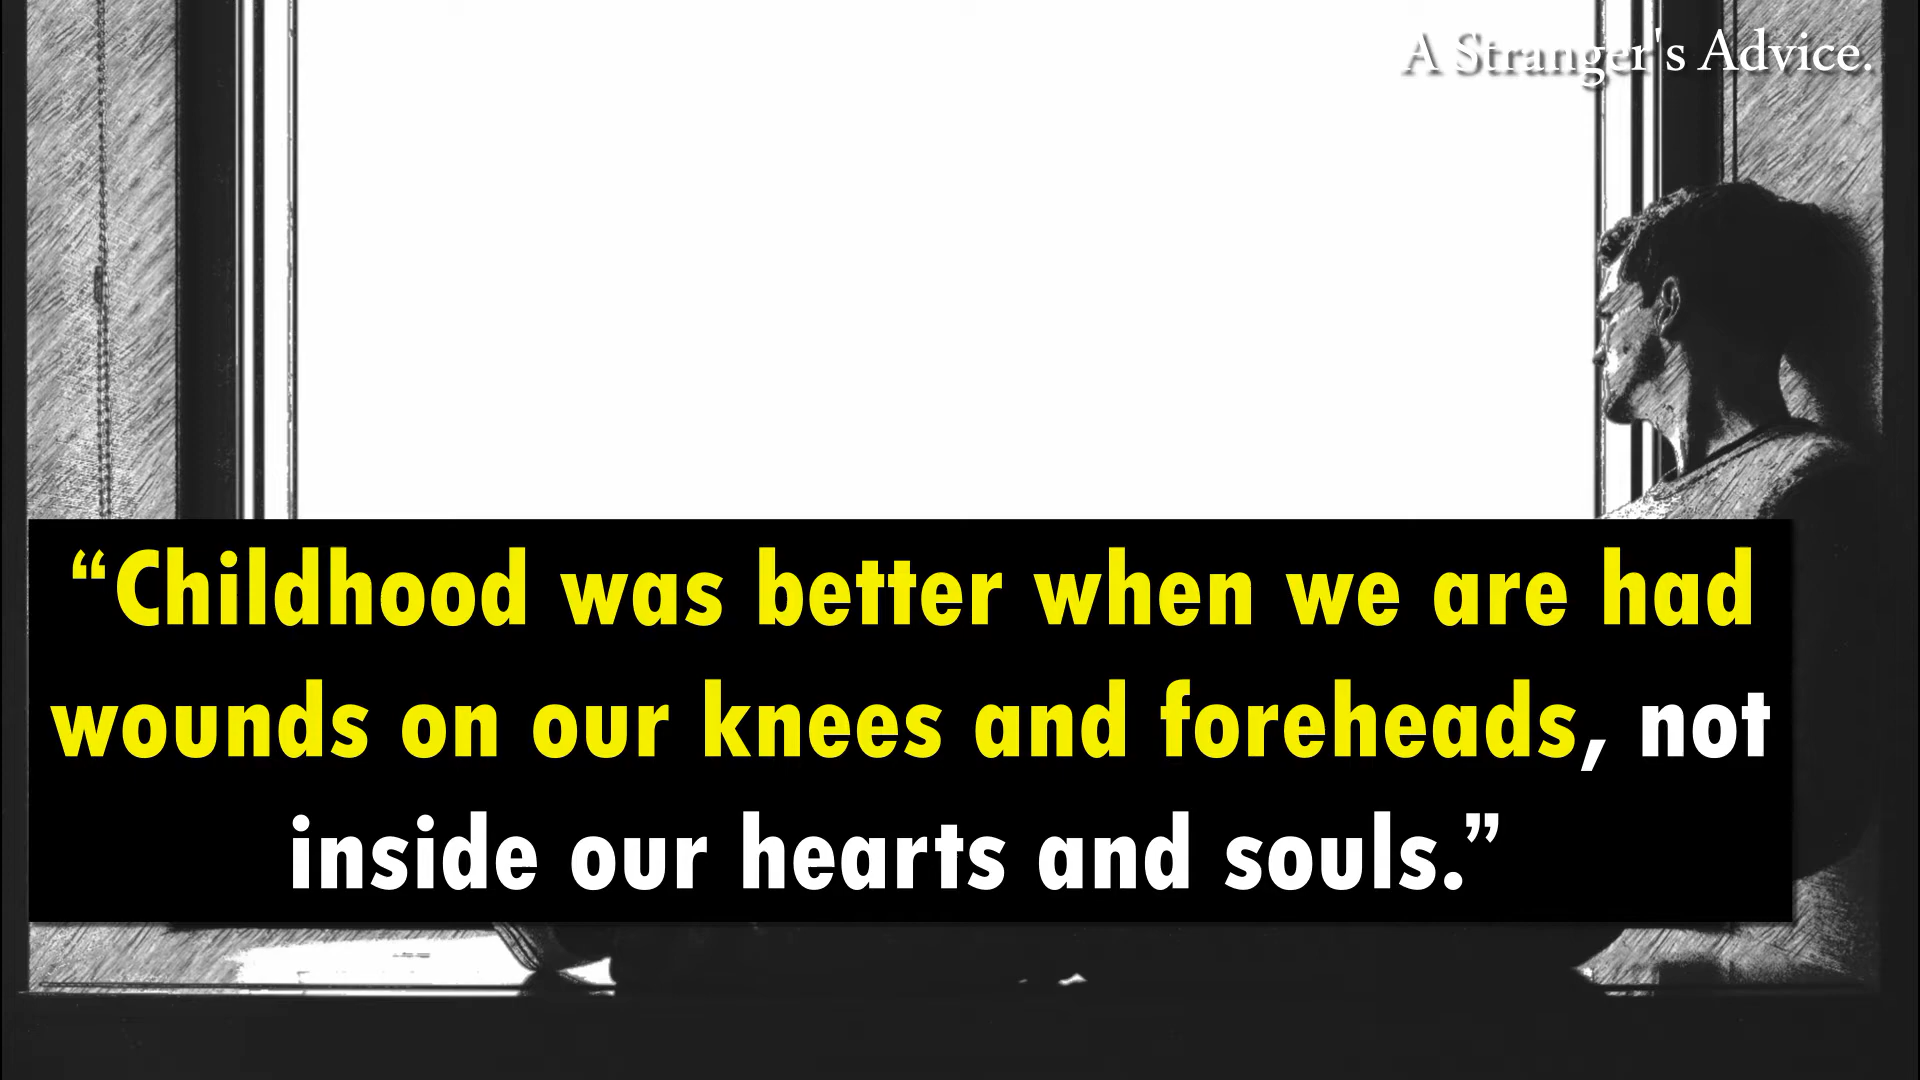 A Stranger's Advice.
“Childhood was better when we are had
wounds on our knees and foreheads, not
inside our hearts and souls.”